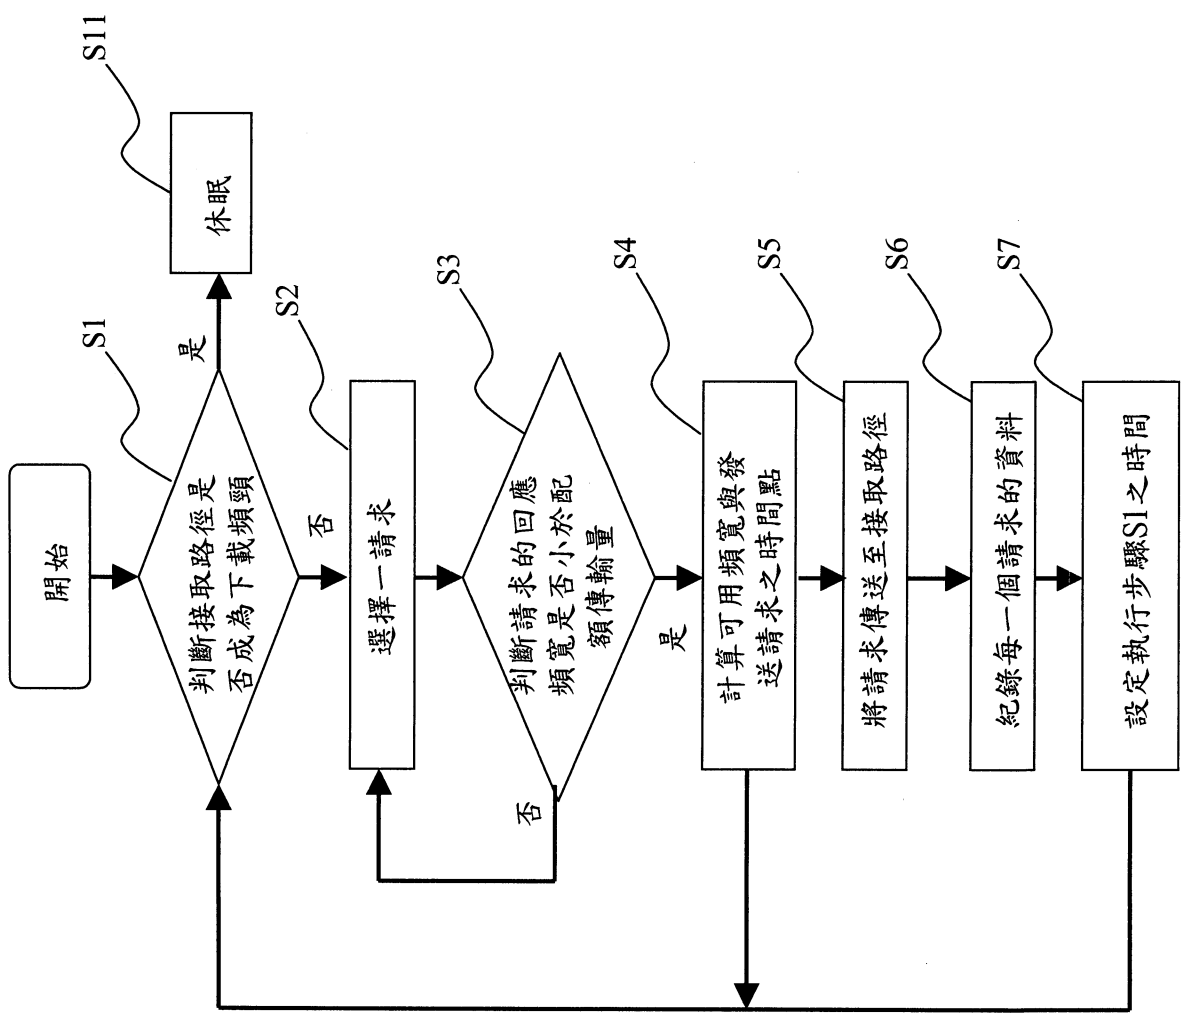 開始
S1
判斷接取路徑是
否成為下載頻頸
是
S11
休眠
否
S2
選擇一請求
S3
判斷請求的回應
頻寬是否小於配
額傳輸量
否
是
S4
計算可用頻寬與發
送請求之時間點
S5
將請求傳送至接取路徑
S6
紀錄每一個請求的資料
S7
設定執行步驟S1之時間